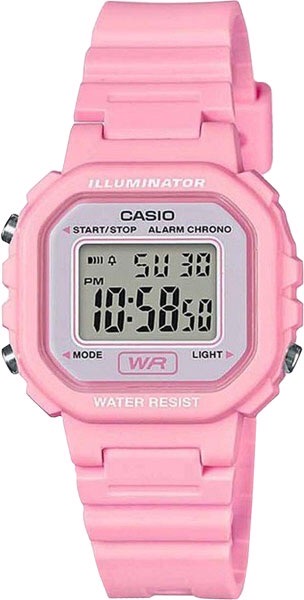 ILLUMINATOR
CASIO
START/STOP ALARM CHRONO
SU 30
PM
10:58 50
MODE WR LIGHT
WATER RESIST